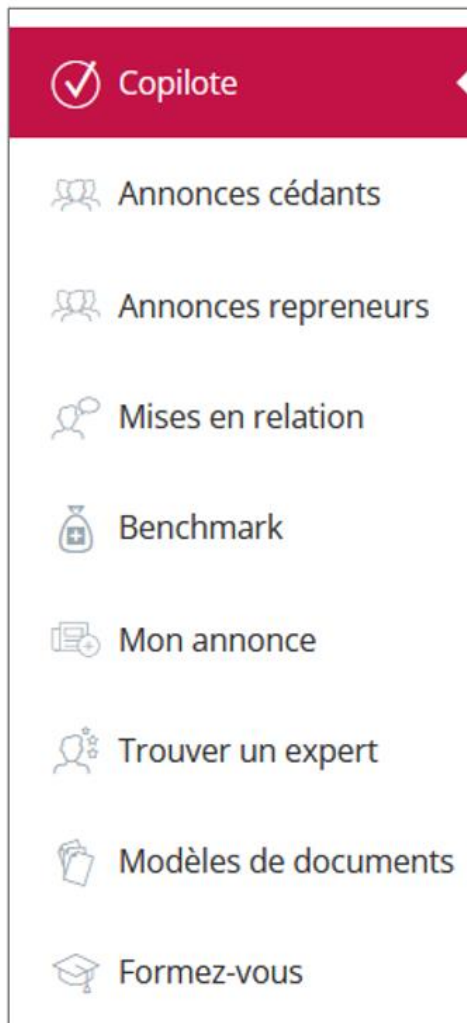 Copilote
Annonces cédants
Annonces repreneurs
Mises en relation
Benchmark
Mon annonce
Trouver un expert
Modèles de documents
Formez-vous